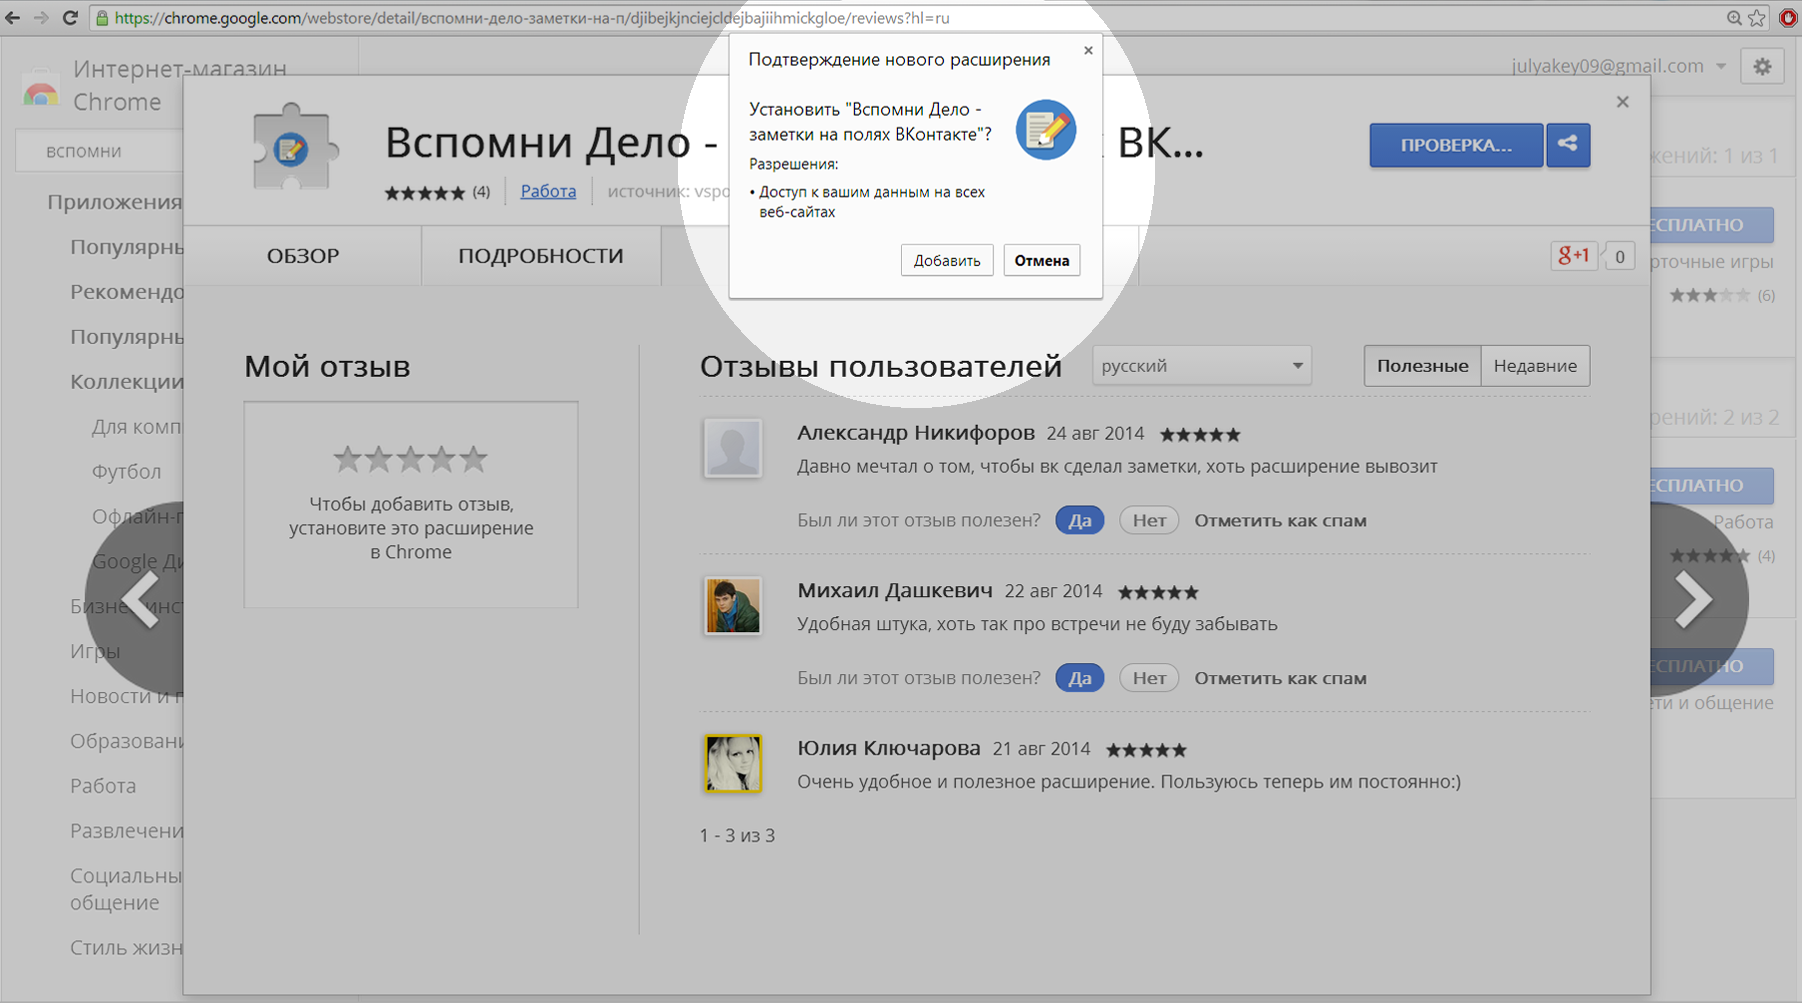 https://chrome.google.com/webstore/detail/вспомни-дело-заметки-на-п/djibejkjnciejcldejbajiihmickgloe/reviews?hl=ru
Интернет-магазин
Chrome
julyakey09@gmail.com
вспомни
Приложения
Популярны
Рекомендо
Популярны
Коллекции
Для комп
Футбол
Офлайн-п
Google Ди
Бизнес-инст
Игры
Новости и п
Образовани
Работа
Развлечени
Социальны
общение
Стиль жизн
Подтверждение нового расширения
Установить "Вспомни Дело -
заметки на полях ВКонтакте"?
Разрешения:
• Доступ к вашим данным на всех
веб-сайтах
Добавить
Отмена
Вспомни Дело - ВК...
(4)
Работа
источник: vspo
ПРОВЕРКА...
ОБЗОР
ПОДРОБНОСТИ
g+1
0
Мой отзыв
Чтобы добавить отзыв,
установите это расширение
в Chrome
Отзывы пользователей
русский
Полезные
Недавние
Александр Никифоров 24 авг 2014
Давно мечтал о том, чтобы вк сделал заметки, хоть расширение вывозит
Был ли этот отзыв полезен? Да Нет Отметить как спам
Михаил Дашкевич 22 авг 2014
Удобная штука, хоть так про встречи не буду забывать
Был ли этот отзыв полезен? Да Нет Отметить как спам
Юлия Ключарова 21 авг 2014
Очень удобное и полезное расширение. Пользуюсь теперь им постоянно:)
1 - 3 из 3
жений: 1 из 1
ЕСПЛАТНО
рточные игры
(6)
рений: 2 из 2
ЕСПЛАТНО
Работа
(4)
ЕСПЛАТНО
ти и общение